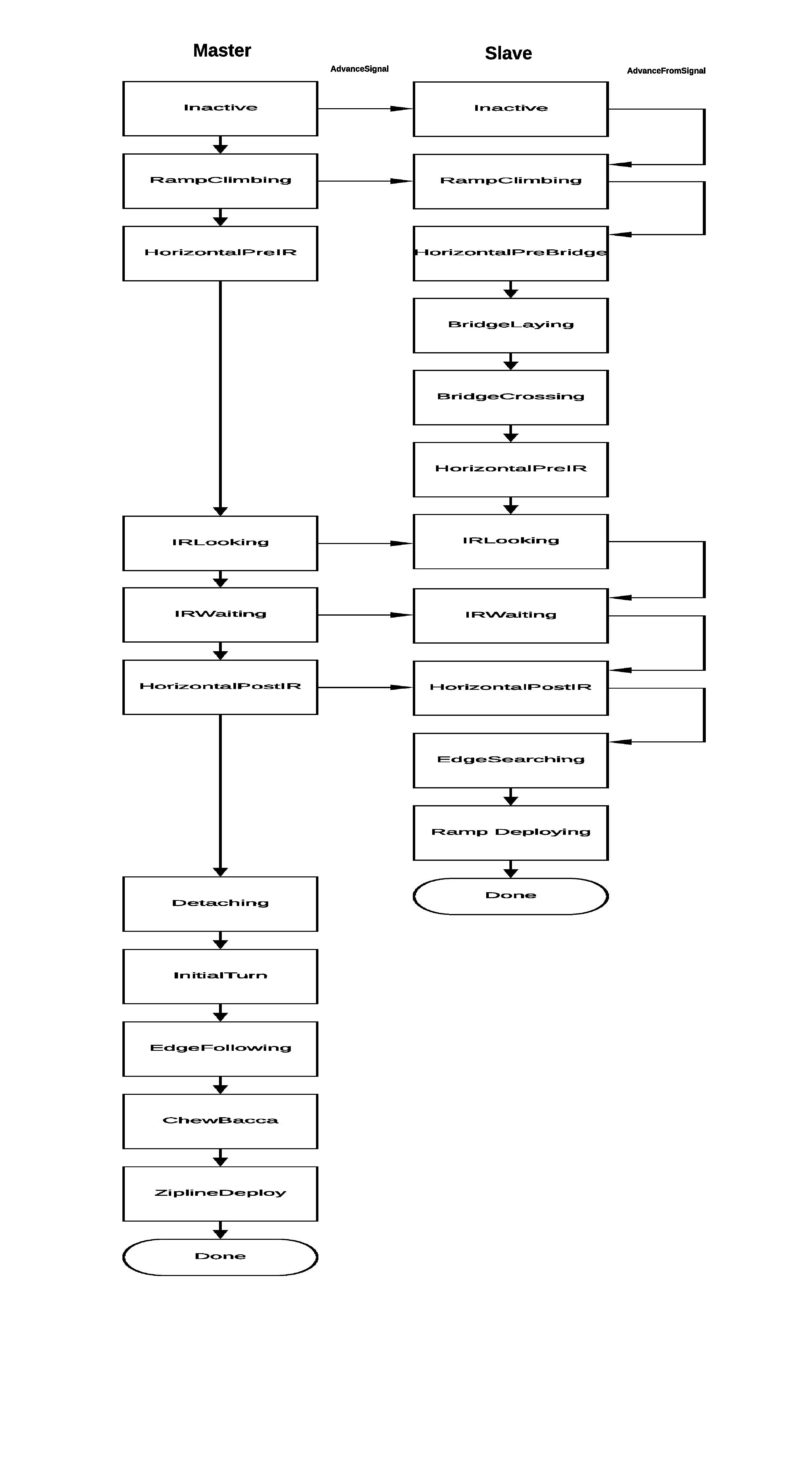 Master
Slave
AdvanceSignal
AdvanceFromSignal
Inactive
Inactive
RampClimbing
RampClimbing
HorizontalPreIR
HorizontalPreBridge
BridgeLaying
BridgeCrossing
HorizontalPreIR
IRLooking
IRLooking
IRWaiting
IRWaiting
HorizontalPostIR
HorizontalPostIR
EdgeSearching
Ramp Deploying
Done
Detaching
InitialTurn
EdgeFollowing
ChewBacca
ZiplineDeploy
Done